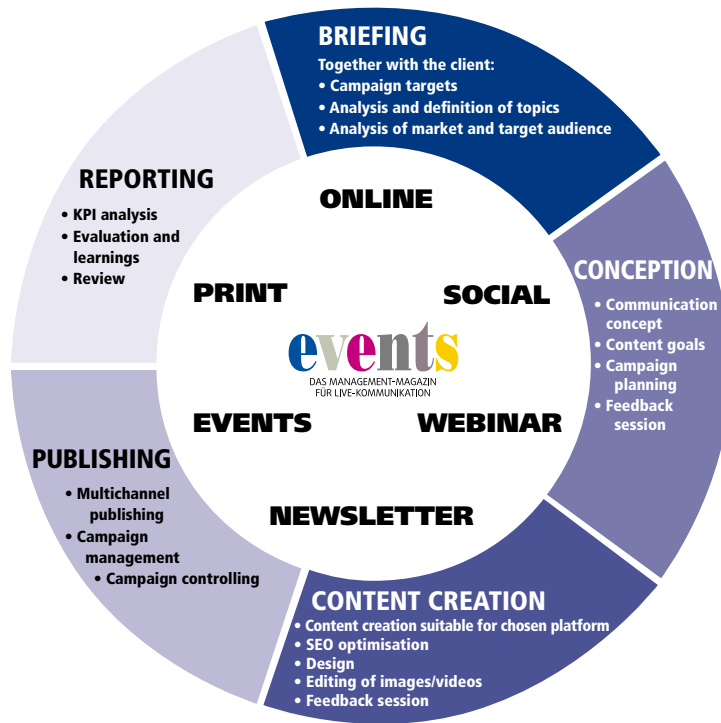 BRIEFING
Together with the client:
• Campaign targets
• Analysis and definition of topics
• Analysis of market and target audience
CONCEPTION
• Communication
concept
• Content goals
• Campaign
planning
• Feedback
session
CONTENT CREATION
• Content creation suitable for chosen platform
• SEO optimisation
• Design
• Editing of images/videos
• Feedback session
PUBLISHING
• Multichannel
publishing
• Campaign
management
• Campaign controlling
REPORTING
• KPI analysis
• Evaluation and
learnings
• Review
ONLINE
PRINT
SOCIAL
events
DAS MANAGEMENT-MAGAZIN
FÜR LIVE-KOMMUNIKATION
EVENTS
WEBINAR
NEWSLETTER